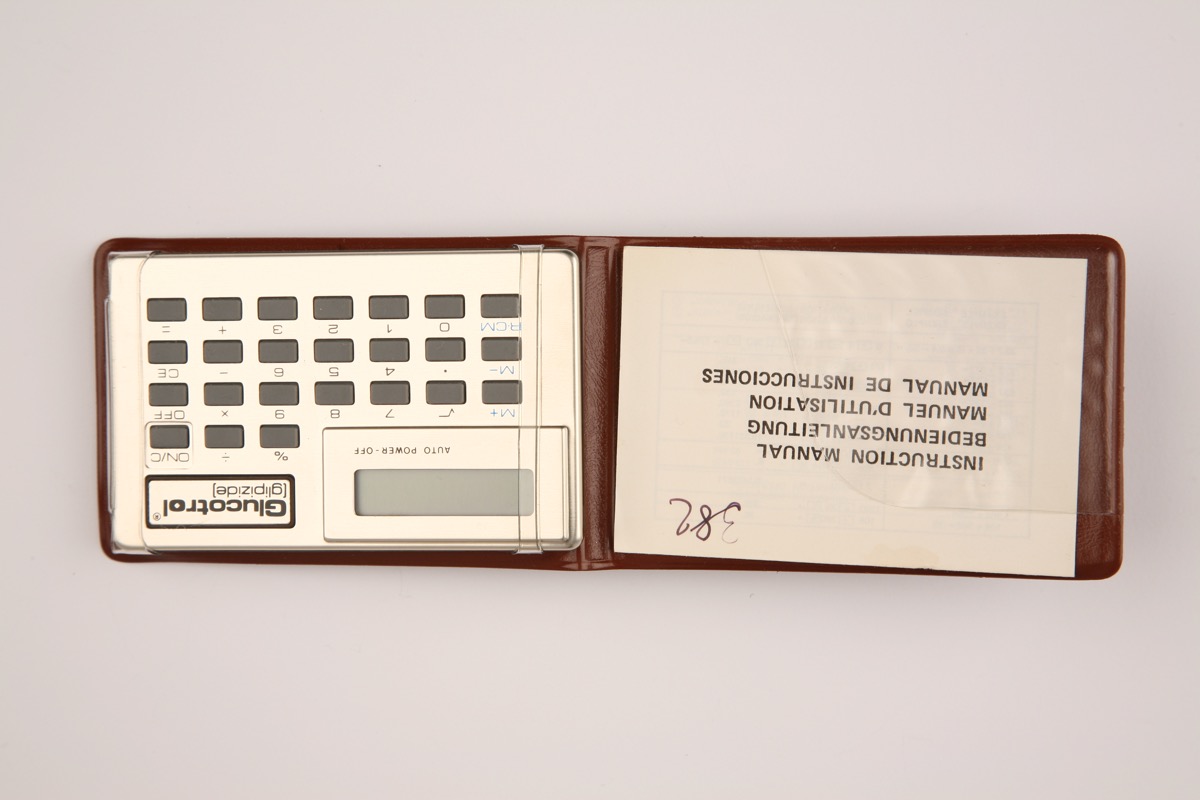 382
INSTRUCTION MANUAL
BEDIENUNGSANLEITUNG
MANUEL D'UTILISATION
MANUAL DE INSTRUCCIONES
Glucotrol®
[glipizide]
AUTO POWER-OFF
% ÷ ON/C
M+ √ 7 8 9 × OFF
M− · 4 5 6 − CE
RCM 0 1 2 3 + =